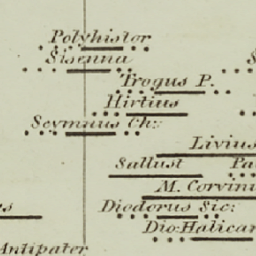 Polyhistor
Sisenna
Trogus P.
Hirtius
Scymnus Ch:
Livius
Sallust
M. Corvin
Diodorus Sic:
Dio: Halicar
Antipater